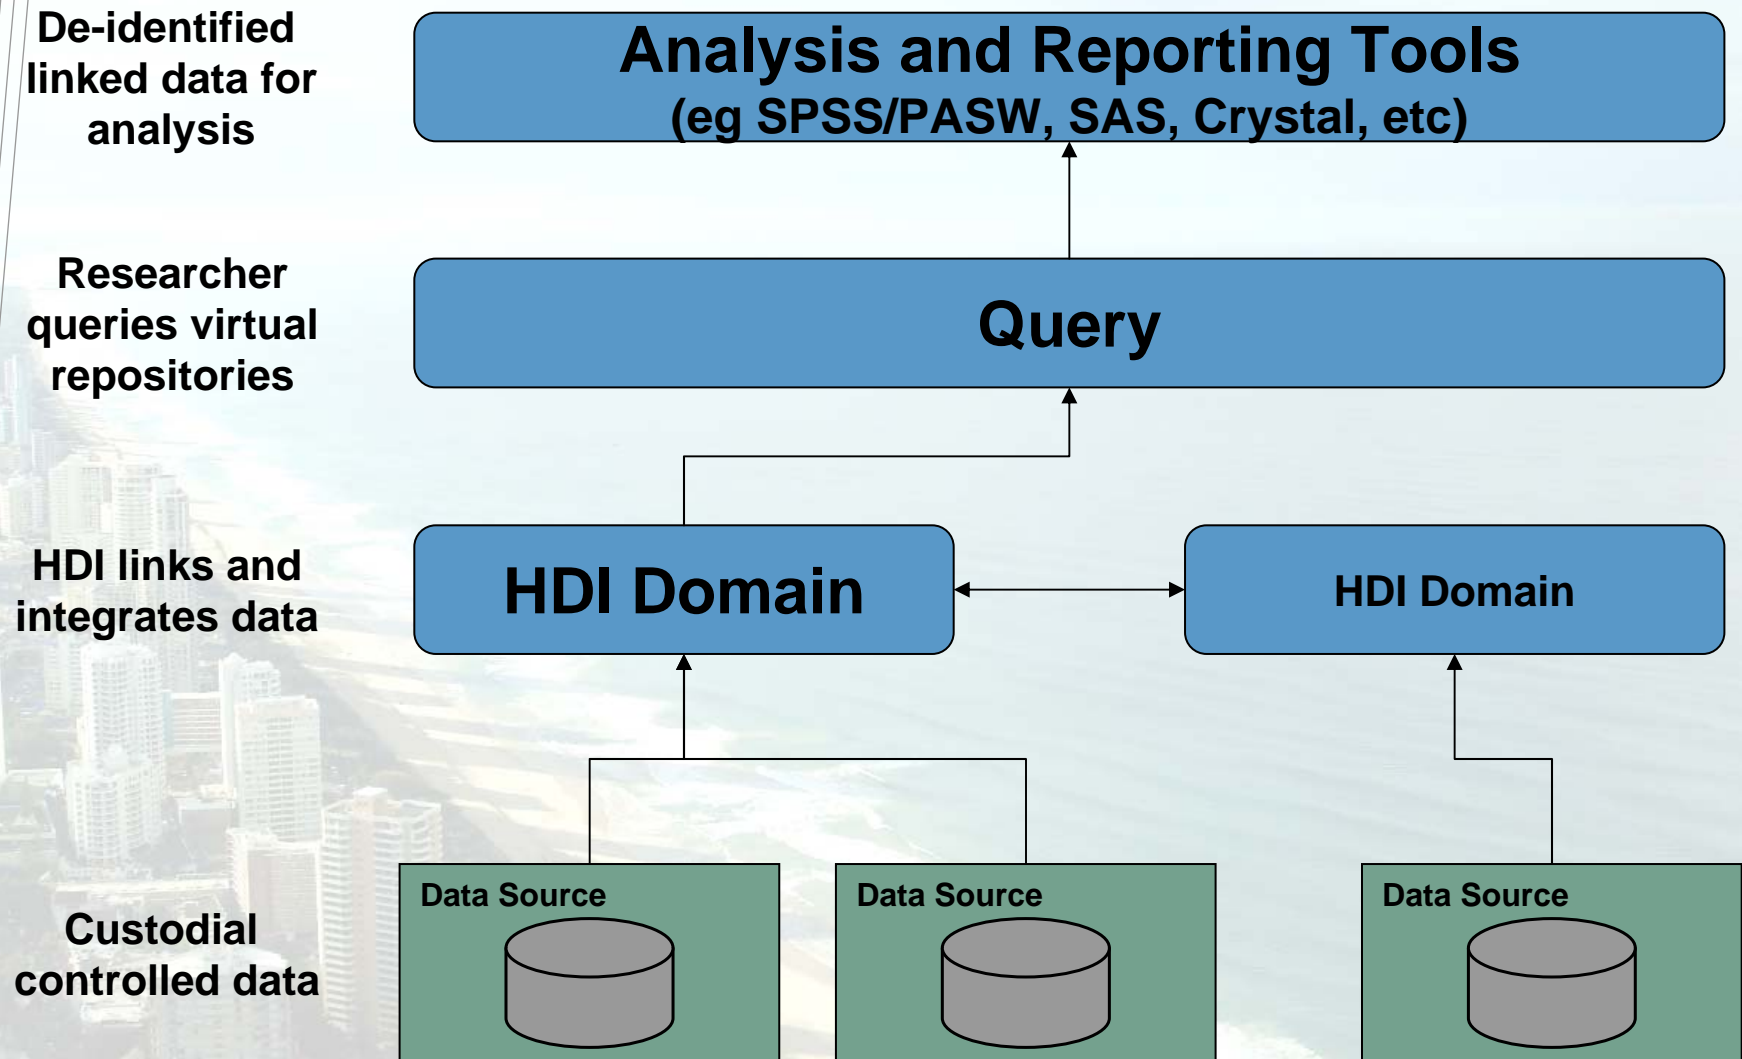 De-identified
linked data for
analysis
Analysis and Reporting Tools
(eg SPSS/PASW, SAS, Crystal, etc)
Researcher
queries virtual
repositories
Query
HDI links and
integrates data
HDI Domain
HDI Domain
Custodial
controlled data
Data Source
Data Source
Data Source